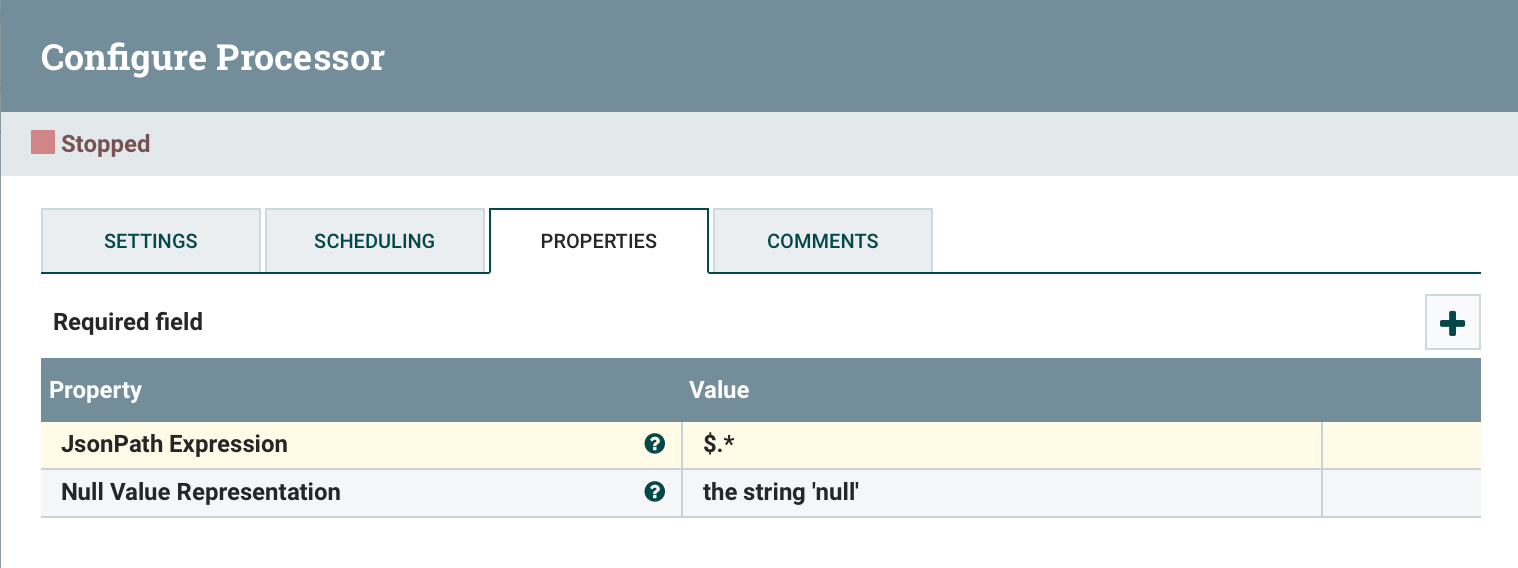 Configure Processor
Stopped
SETTINGS SCHEDULING PROPERTIES COMMENTS
Required field
Property Value
JsonPath Expression $.*
Null Value Representation the string 'null'